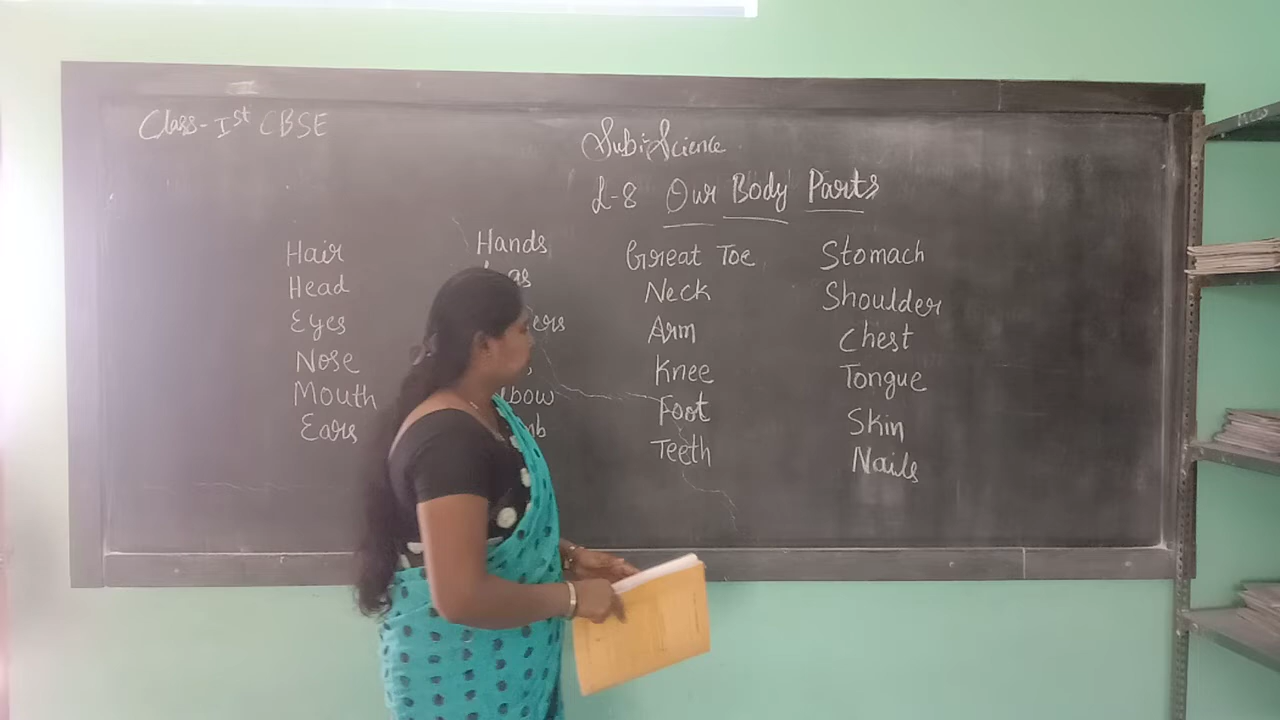 Class-Ist CBSE
Sub:-Science
L-8 Our Body Parts
Hair
Head
Eyes
Nose
Mouth
Ears
Hands
Great Toe
Neck
Arm
Knee
Foot
Teeth
Stomach
Shoulder
Chest
Tongue
Skin
Nails